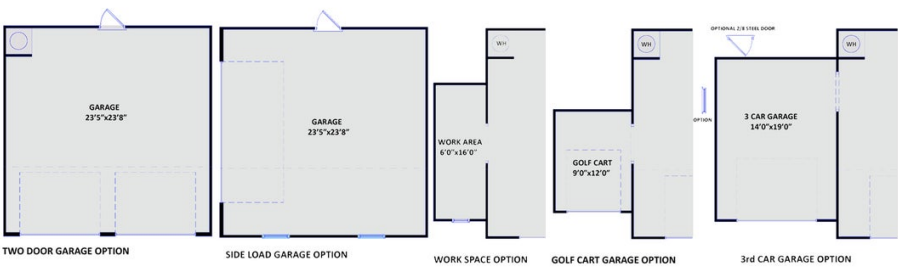 GARAGE
23'5"x23'8"
TWO DOOR GARAGE OPTION
GARAGE
23'5"x23'8"
SIDE LOAD GARAGE OPTION
WH
WORK AREA
6'0"x16'0"
WORK SPACE OPTION
WH
GOLF CART
9'0"x12'0"
GOLF CART GARAGE OPTION
OPTIONAL 2/8 STEEL DOOR
WH
OPTION
3 CAR GARAGE
14'0"x19'0"
3rd CAR GARAGE OPTION